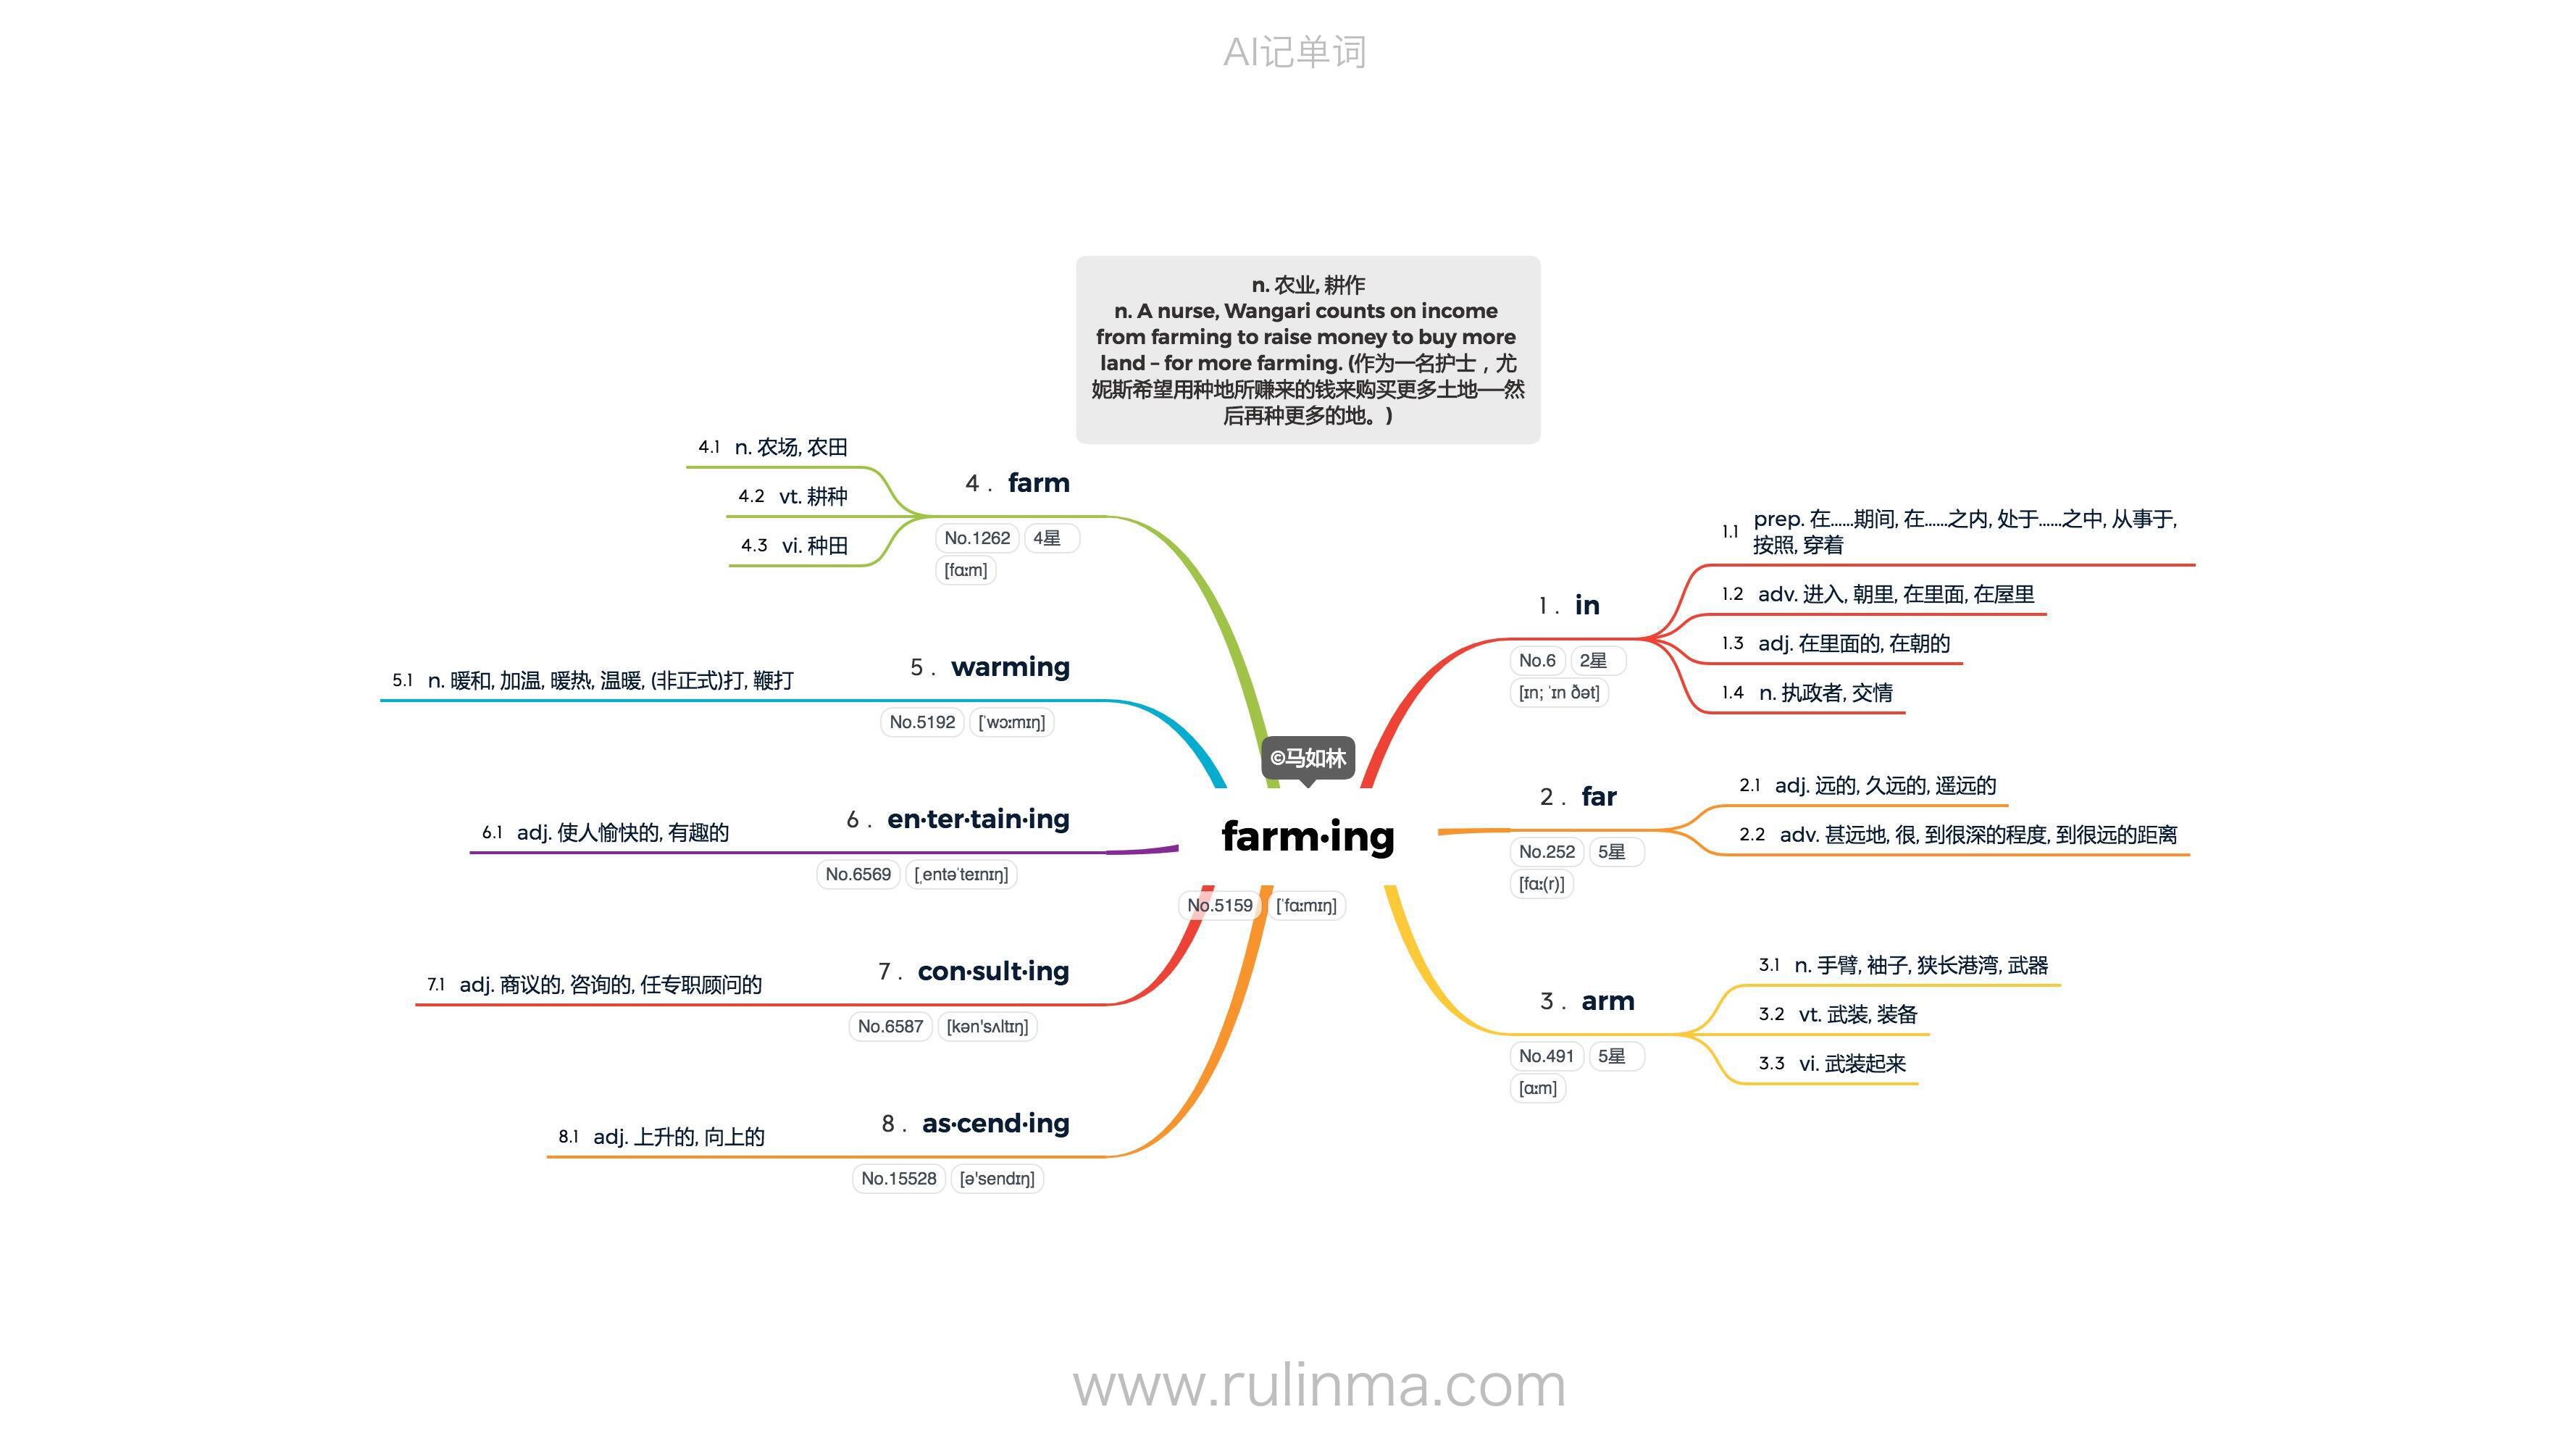 AI记单词
n. 农业, 耕作
n. A nurse, Wangari counts on income
from farming to raise money to buy more
land – for more farming. (作为一名护士，尤
妮斯希望用种地所赚来的钱来购买更多土地──然
后再种更多的地。)
©马如林
farm·ing
No.5159 [ˈfɑːmɪŋ]
1 . in
No.6 2星
[ɪn; ˈɪn ðət]
1.1 prep. 在……期间, 在……之内, 处于……之中, 从事于,
按照, 穿着
1.2 adv. 进入, 朝里, 在里面, 在屋里
1.3 adj. 在里面的, 在朝的
1.4 n. 执政者, 交情
2 . far
No.252 5星
[fɑː(r)]
2.1 adj. 远的, 久远的, 遥远的
2.2 adv. 甚远地, 很, 到很深的程度, 到很远的距离
3 . arm
No.491 5星
[ɑːm]
3.1 n. 手臂, 袖子, 狭长港湾, 武器
3.2 vt. 武装, 装备
3.3 vi. 武装起来
4 . farm
No.1262 4星
[fɑːm]
4.1 n. 农场, 农田
4.2 vt. 耕种
4.3 vi. 种田
5 . warming
No.5192 [ˈwɔːmɪŋ]
5.1 n. 暖和, 加温, 暖热, 温暖, (非正式)打, 鞭打
6 . en·ter·tain·ing
No.6569 [ˌentəˈteɪnɪŋ]
6.1 adj. 使人愉快的, 有趣的
7 . con·sult·ing
No.6587 [kən'sʌltɪŋ]
7.1 adj. 商议的, 咨询的, 任专职顾问的
8 . as·cend·ing
No.15528 [ə'sendɪŋ]
8.1 adj. 上升的, 向上的
www.rulinma.com